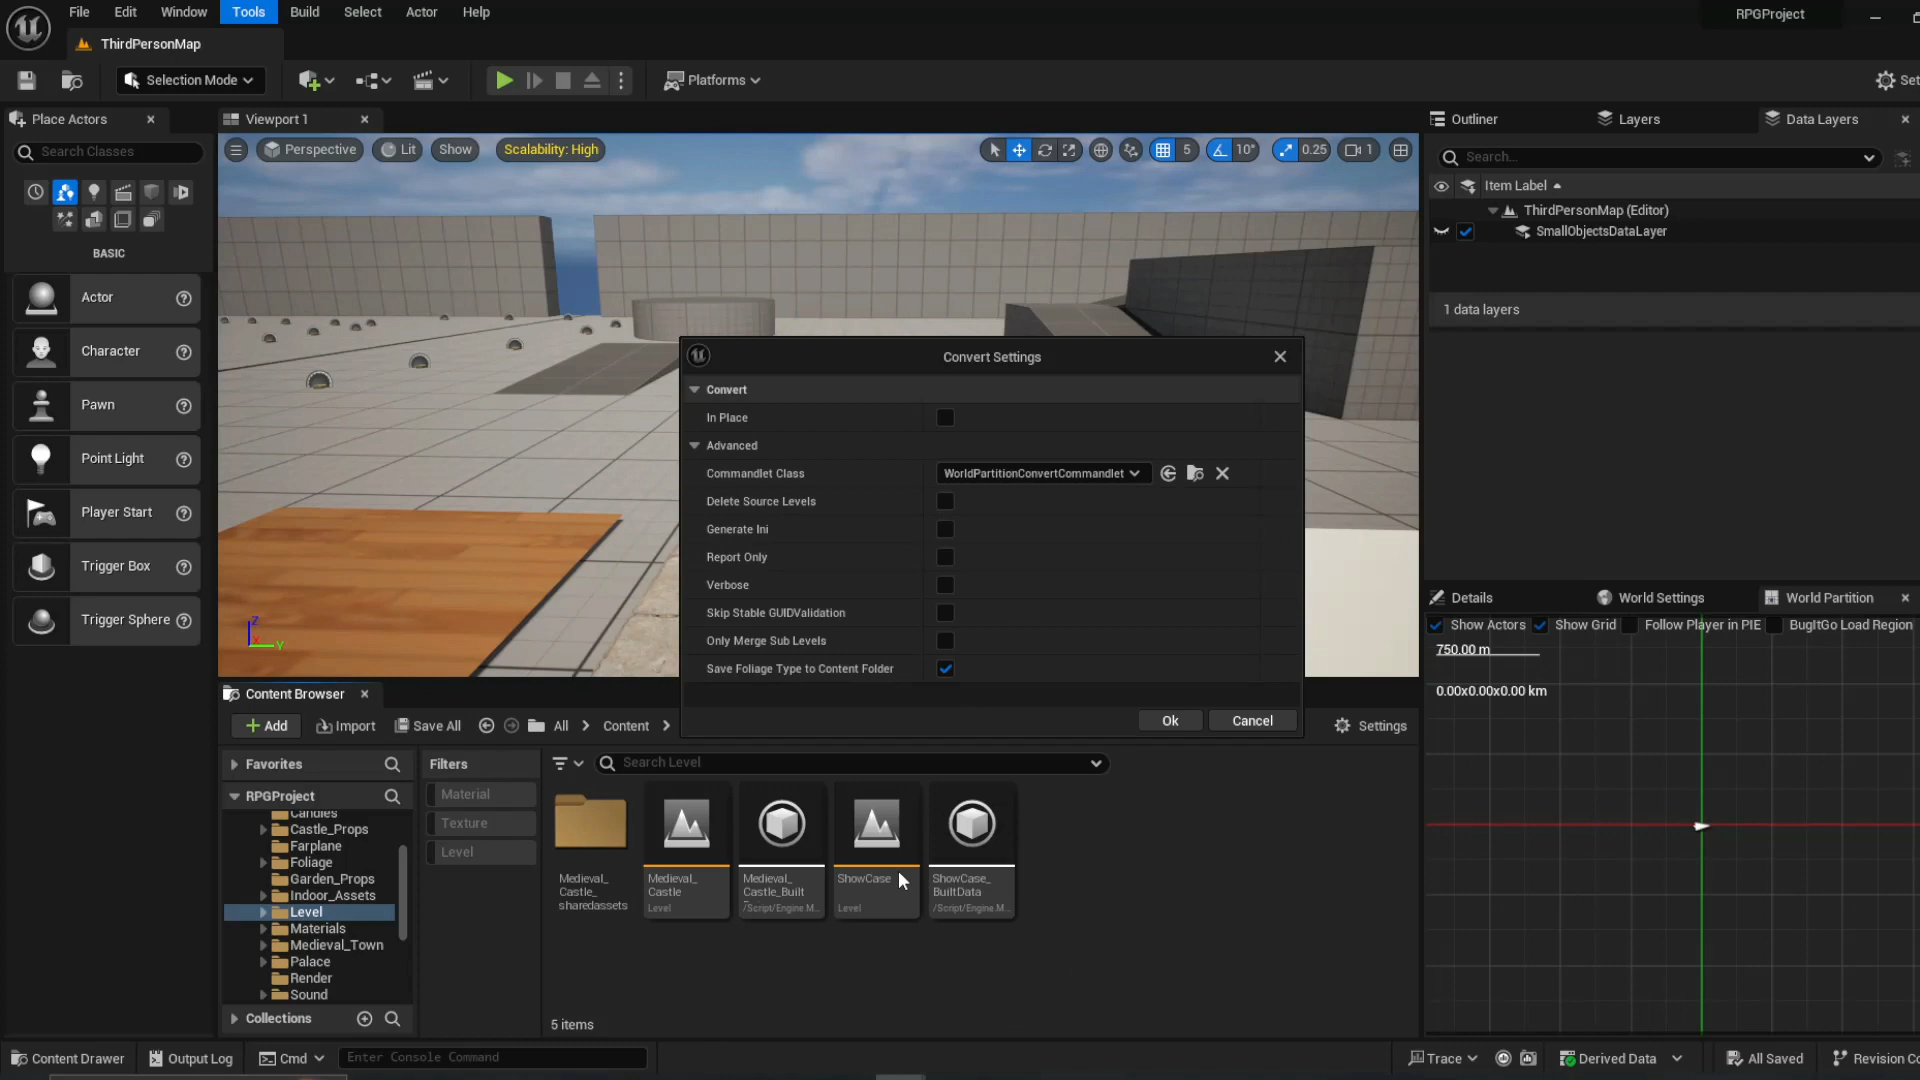 File Edit Window Tools Build Select Actor Help
RPGProject
ThirdPersonMap
Selection Mode
Platforms
Set
Place Actors
Viewport 1
Outliner
Layers
Data Layers
Search Classes
Perspective
Lit
Show
Scalability: High
5
10°
0.25
1
Search...
Item Label
ThirdPersonMap (Editor)
SmallObjectsDataLayer
1 data layers
BASIC
Actor
Character
Pawn
Point Light
Player Start
Trigger Box
Trigger Sphere
Convert Settings
Convert
In Place
Advanced
Commandlet Class
WorldPartitionConvertCommandlet
Delete Source Levels
Generate Ini
Report Only
Verbose
Skip Stable GUIDValidation
Only Merge Sub Levels
Save Foliage Type to Content Folder
Ok
Cancel
Z
X
Y
Details
World Settings
World Partition
Show Actors
Show Grid
Follow Player in PIE
BugItGo Load Region
750.00 m
0.00x0.00x0.00 km
Content Browser
Add
Import
Save All
All
Content
Settings
Favorites
RPGProject
Candles
Castle_Props
Farplane
Foliage
Garden_Props
Indoor_Assets
Level
Materials
Medieval_Town
Palace
Render
Sound
Collections
Filters
Material
Texture
Level
Search Level
Medieval_
Castle_
sharedassets
Medieval_
Castle
Level
Medieval_
Castle_Built
/Script/Engine.M...
ShowCase
Level
ShowCase_
BuiltData
/Script/Engine.M...
5 items
Content Drawer
Output Log
Cmd
Enter Console Command
Trace
Derived Data
All Saved
Revision Co